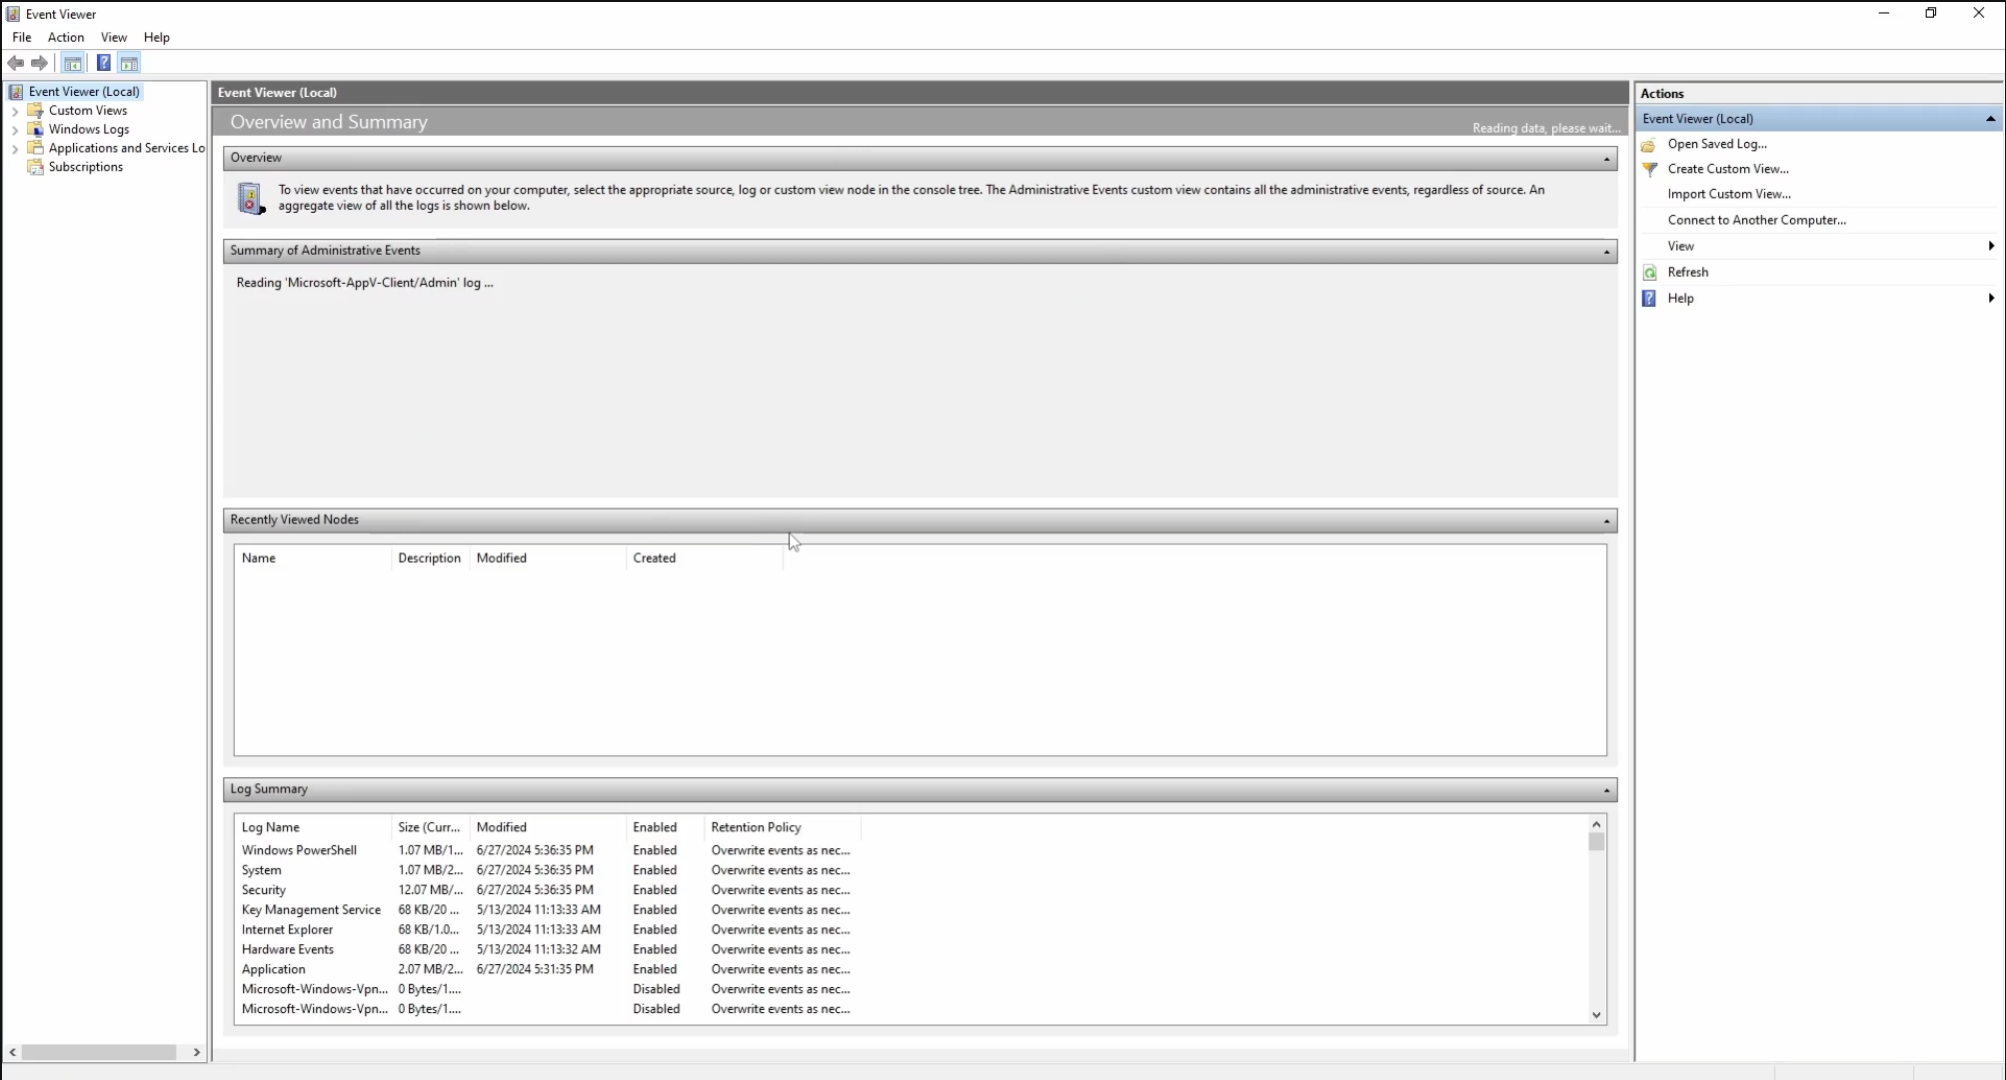 Event Viewer
File Action View Help
Event Viewer (Local)
Custom Views
Windows Logs
Applications and Services Lo
Subscriptions
Event Viewer (Local)
Overview and Summary
Reading data, please wait...
Overview
To view events that have occurred on your computer, select the appropriate source, log or custom view node in the console tree. The Administrative Events custom view contains all the administrative events, regardless of source. An
aggregate view of all the logs is shown below.
Summary of Administrative Events
Reading 'Microsoft-AppV-Client/Admin' log ...
Recently Viewed Nodes
Name Description Modified Created
Log Summary
Log Name Size (Curr... Modified Enabled Retention Policy
Windows PowerShell 1.07 MB/1... 6/27/2024 5:36:35 PM Enabled Overwrite events as nec...
System 1.07 MB/2... 6/27/2024 5:36:35 PM Enabled Overwrite events as nec...
Security 12.07 MB/... 6/27/2024 5:36:35 PM Enabled Overwrite events as nec...
Key Management Service 68 KB/20 ... 5/13/2024 11:13:33 AM Enabled Overwrite events as nec...
Internet Explorer 68 KB/1.0... 5/13/2024 11:13:33 AM Enabled Overwrite events as nec...
Hardware Events 68 KB/20 ... 5/13/2024 11:13:32 AM Enabled Overwrite events as nec...
Application 2.07 MB/2... 6/27/2024 5:31:35 PM Enabled Overwrite events as nec...
Microsoft-Windows-Vpn... 0 Bytes/1.... Disabled Overwrite events as nec...
Microsoft-Windows-Vpn... 0 Bytes/1.... Disabled Overwrite events as nec...
Actions
Event Viewer (Local)
Open Saved Log...
Create Custom View...
Import Custom View...
Connect to Another Computer...
View
Refresh
Help